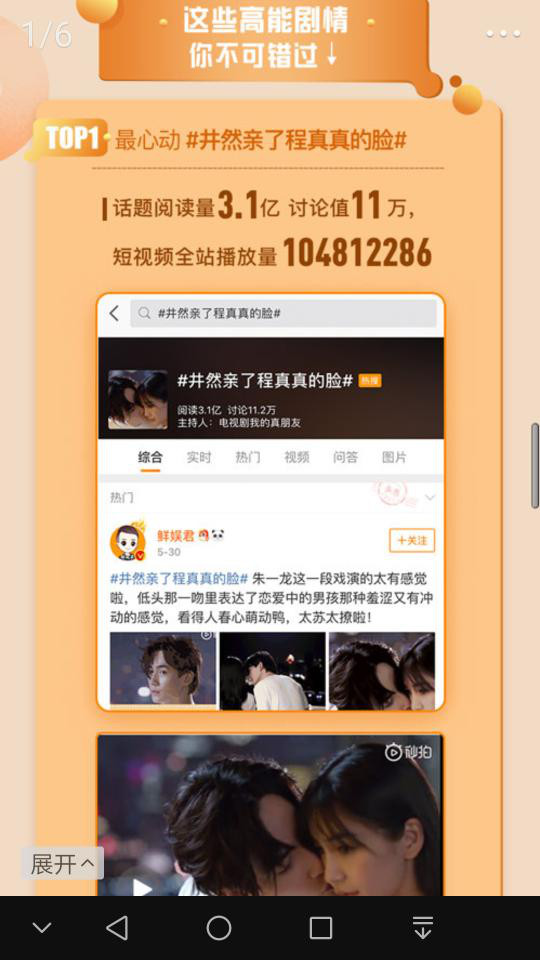 这些高能剧情
1/6
你不可错过↓
TOP1 最心动 #井然亲了程真真的脸#
话题阅读量3.1亿 讨论值11万,
短视频全站播放量 104812286
#井然亲了程真真的脸#
#井然亲了程真真的脸# 热搜
阅读3.1亿 讨论11.2万
主持人：电视剧我的真朋友
综合 实时 热门 视频 问答 图片
热门
鲜娱君
5-30
+关注
#井然亲了程真真的脸# 朱一龙这一段戏演的太有感觉
啦，低头那一吻里表达了恋爱中的男孩那种羞涩又有冲
动的感觉，看得人春心萌动鸭，太苏太撩啦！
秒拍
展开